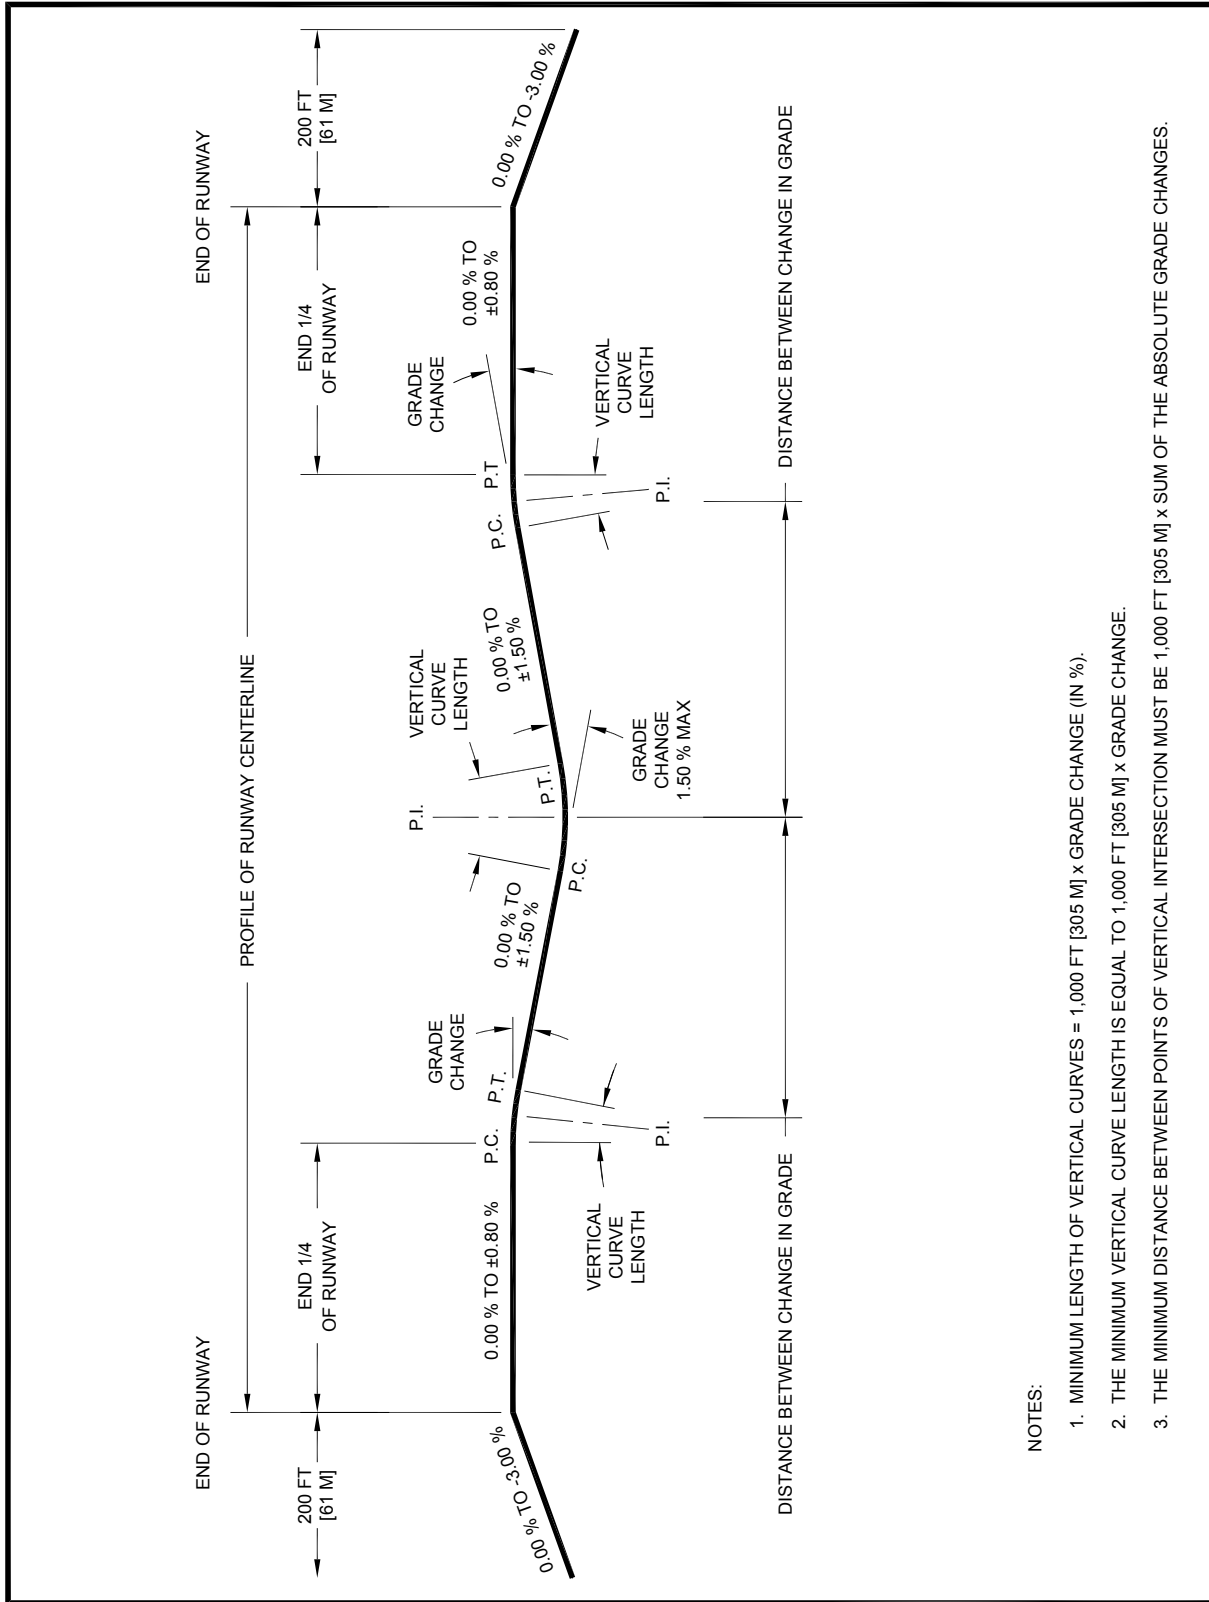 END OF RUNWAY
END OF RUNWAY
PROFILE OF RUNWAY CENTERLINE
200 FT
[61 M]
END 1/4
OF RUNWAY
END 1/4
OF RUNWAY
200 FT
[61 M]
0.00 % TO -3.00 %
0.00 % TO ±0.80 %
P.C.
P.T.
GRADE
CHANGE
0.00 % TO
±1.50 %
P.I.
VERTICAL
CURVE
LENGTH
P.C.
P.T.
0.00 % TO
±1.50 %
GRADE
CHANGE
P.C.
P.T
0.00 % TO
±0.80 %
0.00 % TO -3.00 %
VERTICAL
CURVE
LENGTH
P.I.
GRADE
CHANGE
1.50 % MAX
P.I.
VERTICAL
CURVE
LENGTH
DISTANCE BETWEEN CHANGE IN GRADE
DISTANCE BETWEEN CHANGE IN GRADE
NOTES:
1. MINIMUM LENGTH OF VERTICAL CURVES = 1,000 FT [305 M] x GRADE CHANGE (IN %).
2. THE MINIMUM VERTICAL CURVE LENGTH IS EQUAL TO 1,000 FT [305 M] x GRADE CHANGE.
3. THE MINIMUM DISTANCE BETWEEN POINTS OF VERTICAL INTERSECTION MUST BE 1,000 FT [305 M] x SUM OF THE ABSOLUTE GRADE CHANGES.